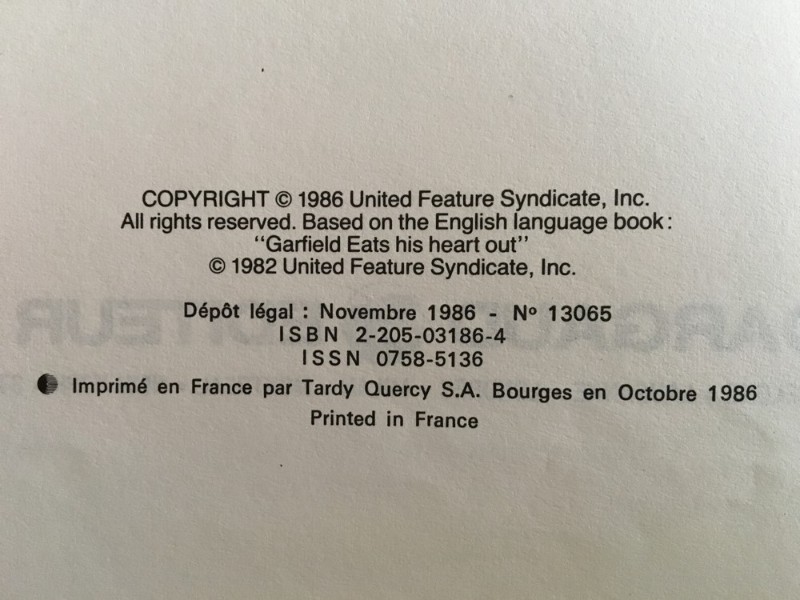 COPYRIGHT © 1986 United Feature Syndicate, Inc.
All rights reserved. Based on the English language book :
"Garfield Eats his heart out"
© 1982 United Feature Syndicate, Inc.
Dépôt légal : Novembre 1986 - Nº 13065
ISBN 2-205-03186-4
ISSN 0758-5136
Imprimé en France par Tardy Quercy S.A. Bourges en Octobre 1986
Printed in France